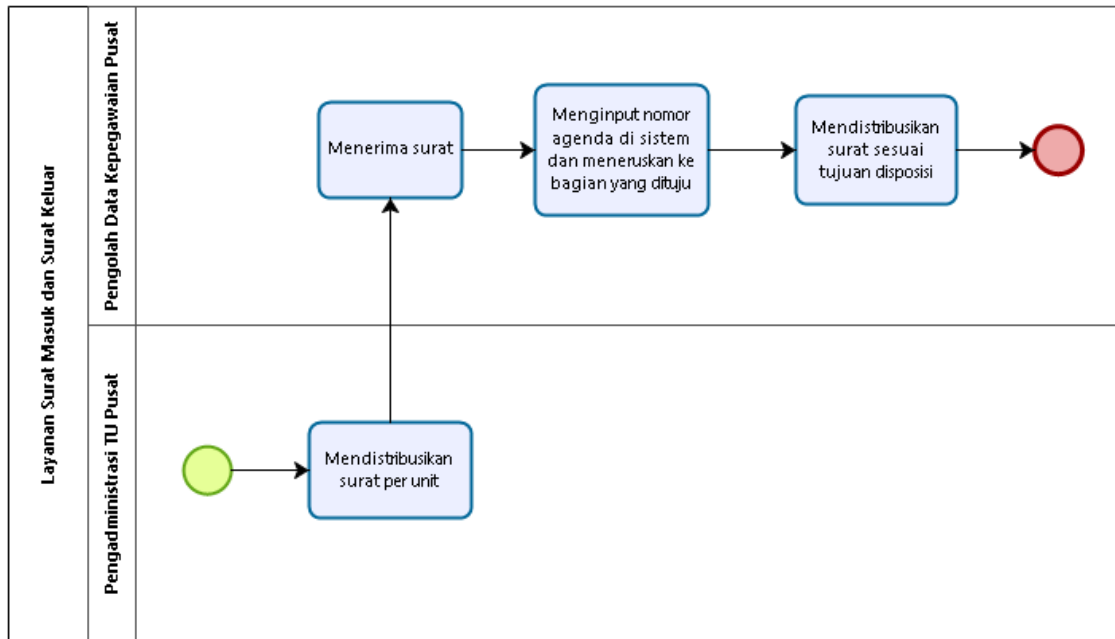 Layanan Surat Masuk dan Surat Keluar
Pengolah Data Kepegawaian Pusat
Menerima surat
Menginput nomor
agenda di sistem
dan meneruskan ke
bagian yang dituju
Mendistribusikan
surat sesuai
tujuan disposisi
Pengadministrasi TU Pusat
Mendistribusikan
surat per unit